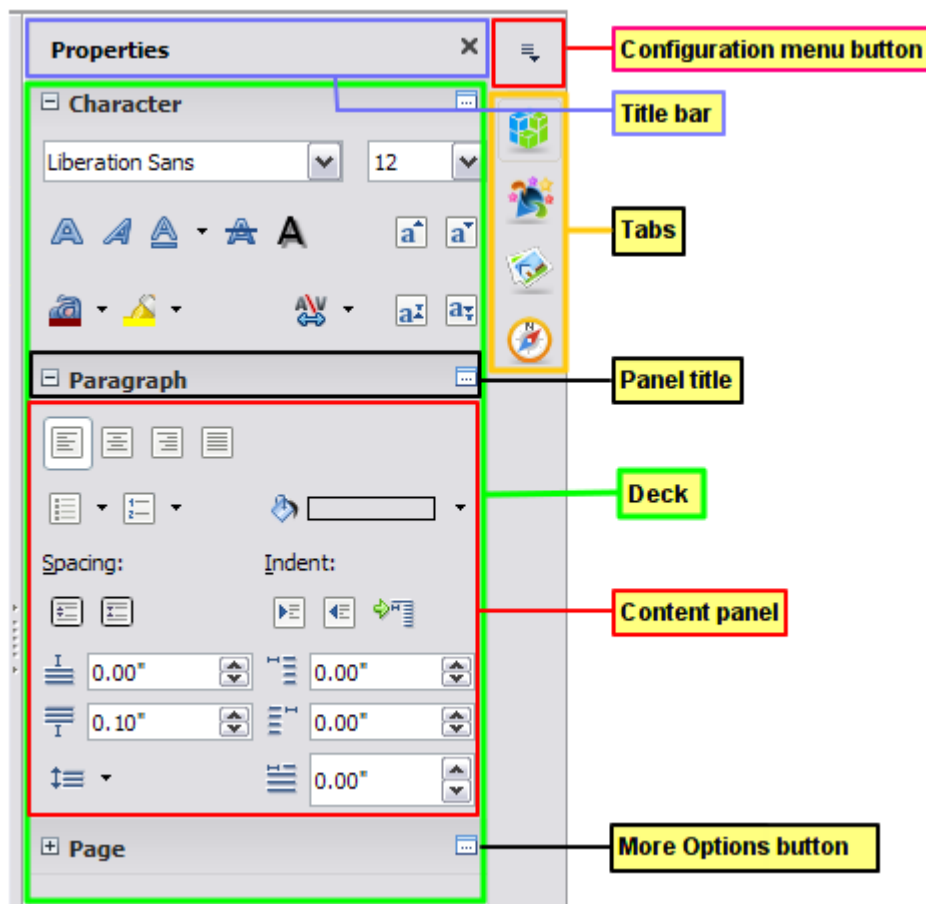 Properties
Configuration menu button
Character
Title bar
Liberation Sans
12
Tabs
Paragraph
Panel title
Deck
Spacing:
Indent:
Content panel
0.00"
0.00"
0.10"
0.00"
0.00"
Page
More Options button